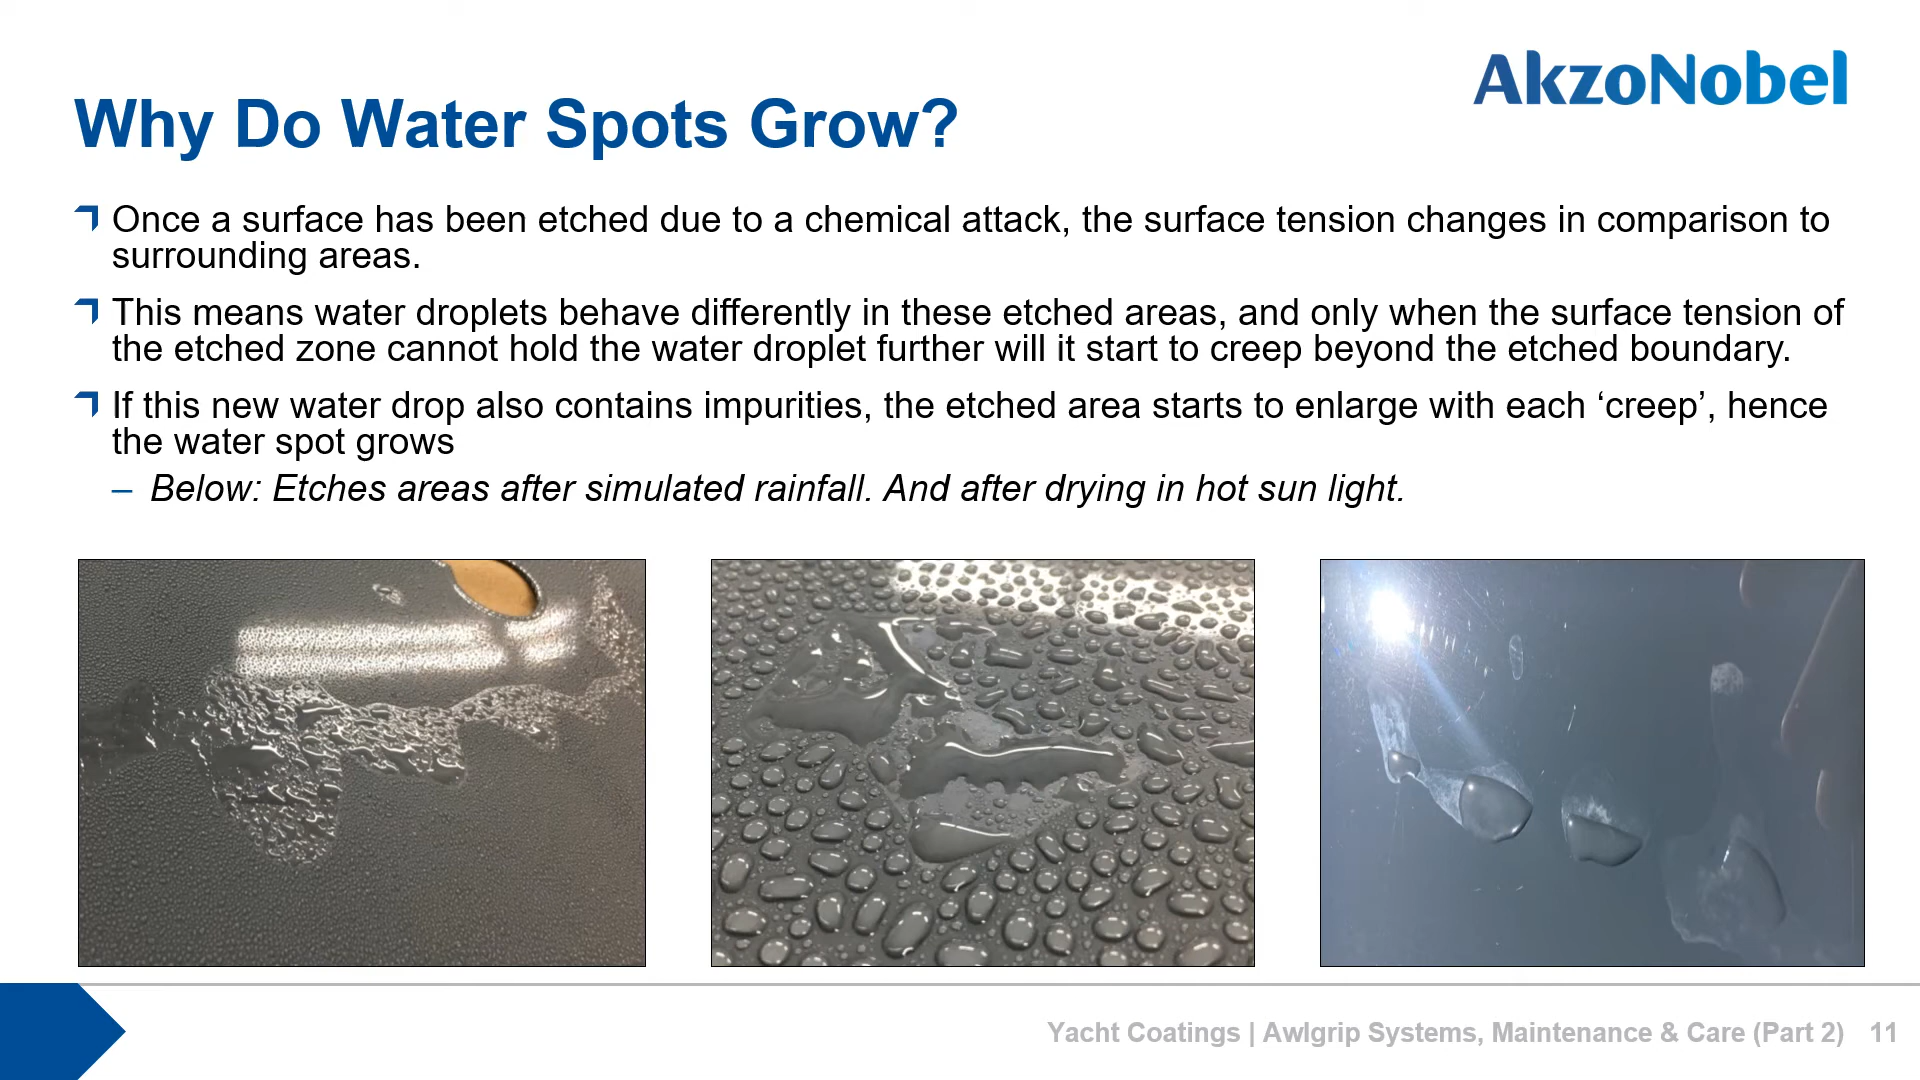 AkzoNobel
Why Do Water Spots Grow?
Once a surface has been etched due to a chemical attack, the surface tension changes in comparison to
surrounding areas.
This means water droplets behave differently in these etched areas, and only when the surface tension of
the etched zone cannot hold the water droplet further will it start to creep beyond the etched boundary.
If this new water drop also contains impurities, the etched area starts to enlarge with each ‘creep’, hence
the water spot grows
– Below: Etches areas after simulated rainfall. And after drying in hot sun light.
Yacht Coatings | Awlgrip Systems, Maintenance & Care (Part 2) 11